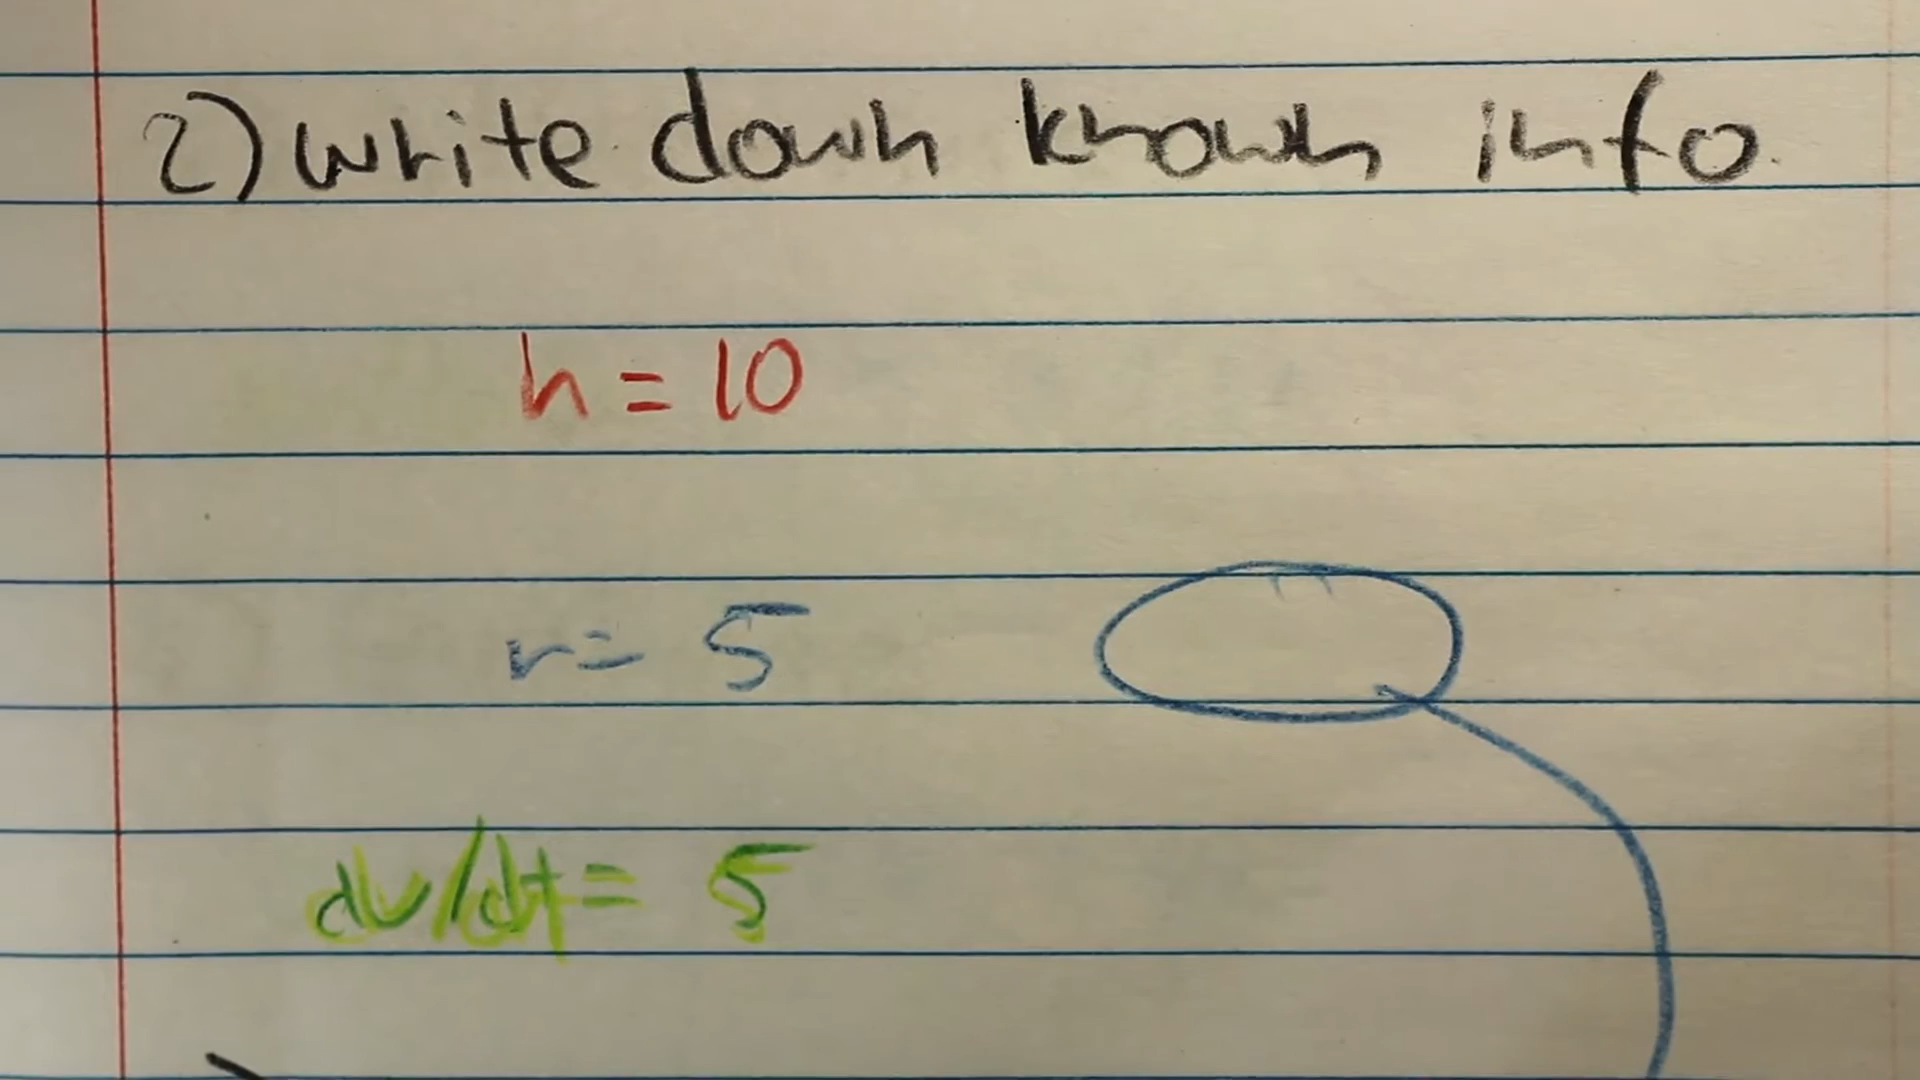 2) write down known info
h = 10
r = 5
dv/dt = 5